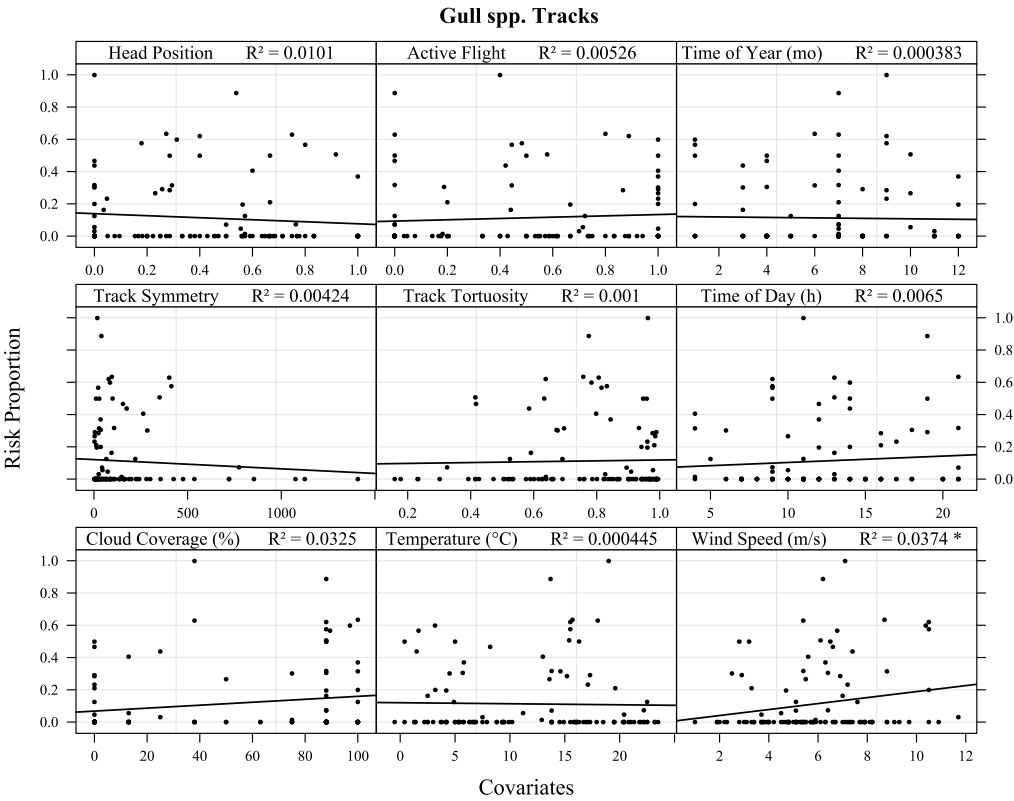 Gull spp. Tracks
Head Position R² = 0.0101 Active Flight R² = 0.00526 Time of Year (mo) R² = 0.000383
1.0
0.8
0.6
0.4
0.2
0.0
0.0 0.2 0.4 0.6 0.8 1.0 0.0 0.2 0.4 0.6 0.8 1.0 2 4 6 8 10 12
Track Symmetry R² = 0.00424 Track Tortuosity R² = 0.001 Time of Day (h) R² = 0.0065
1.0
0.8
0.6
0.4
0.2
0.0
Risk Proportion
0 500 1000 0.2 0.4 0.6 0.8 1.0 5 10 15 20
Cloud Coverage (%) R² = 0.0325 Temperature (°C) R² = 0.000445 Wind Speed (m/s) R² = 0.0374 *
1.0
0.8
0.6
0.4
0.2
0.0
0 20 40 60 80 100 0 5 10 15 20 2 4 6 8 10 12
Covariates